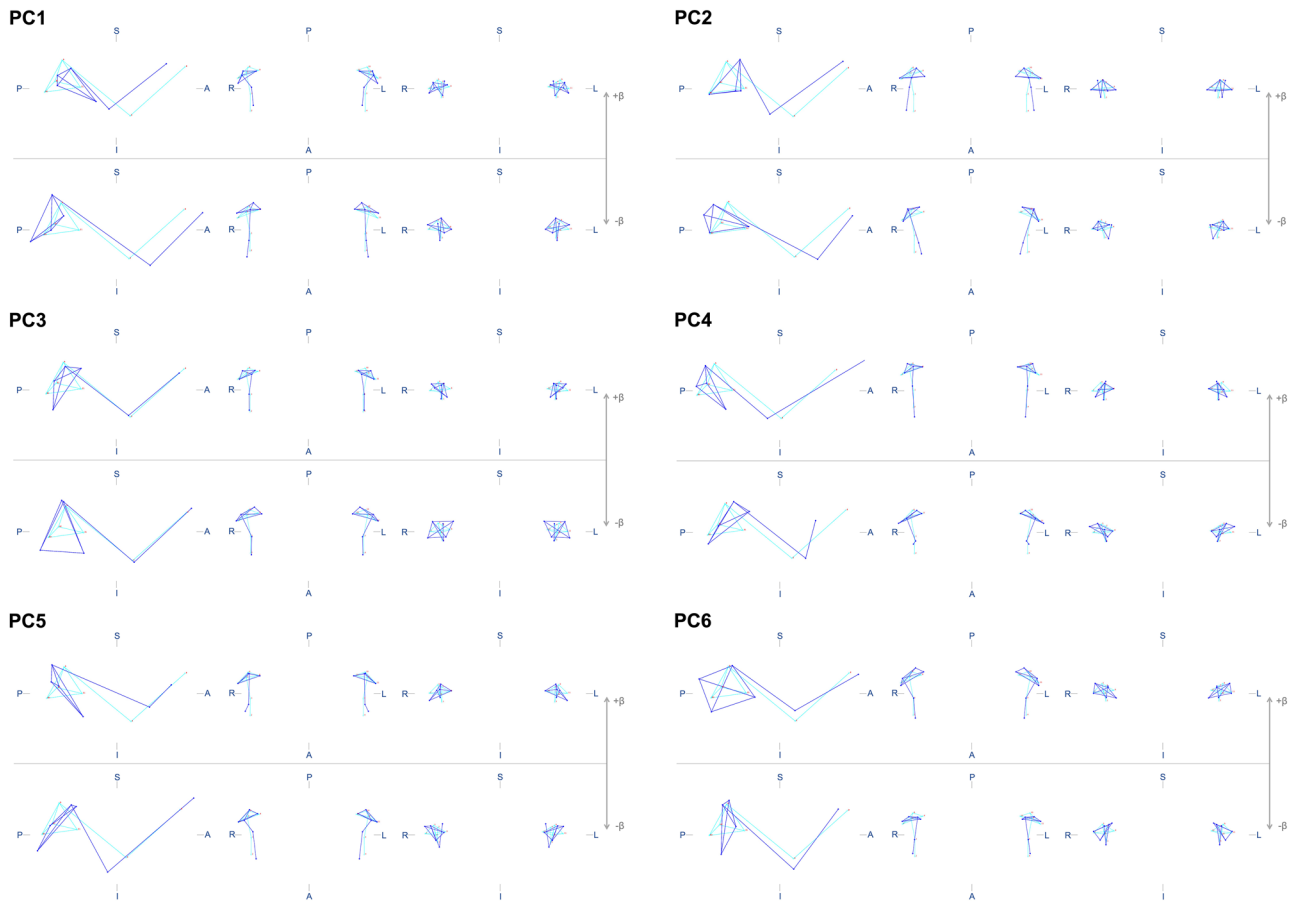 PC1 PC2
S P S S P S
P A R L R L P A R L R L
+β +β
I A I I A I
S P S S P S
-β -β
P A R L R L P A R L R L
I A I I A I
PC3 PC4
S P S S P S
P A R L R L P A R L R L
+β +β
I A I I A I
S P S S P S
-β -β
P A R L R L P A R L R L
I A I I A I
PC5 PC6
S P S S P S
P A R L R L P A R L R L
+β +β
I A I I A I
S P S S P S
-β -β
P A R L R L P A R L R L
I A I I A I